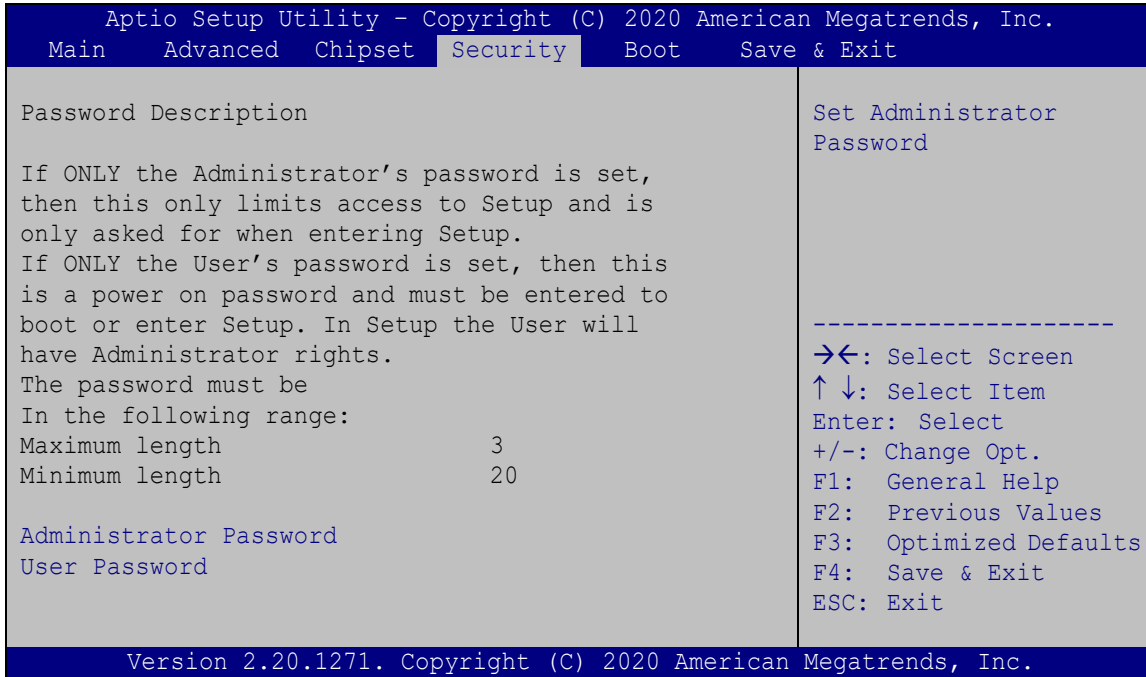 Aptio Setup Utility – Copyright (C) 2020 American Megatrends, Inc.
Main Advanced Chipset Security Boot Save & Exit
Password Description
If ONLY the Administrator’s password is set,
then this only limits access to Setup and is
only asked for when entering Setup.
If ONLY the User’s password is set, then this
is a power on password and must be entered to
boot or enter Setup. In Setup the User will
have Administrator rights.
The password must be
In the following range:
Maximum length 3
Minimum length 20
Administrator Password
User Password
Set Administrator
Password
---------------------
→←: Select Screen
↑ ↓: Select Item
Enter: Select
+/-: Change Opt.
F1: General Help
F2: Previous Values
F3: Optimized Defaults
F4: Save & Exit
ESC: Exit
Version 2.20.1271. Copyright (C) 2020 American Megatrends, Inc.